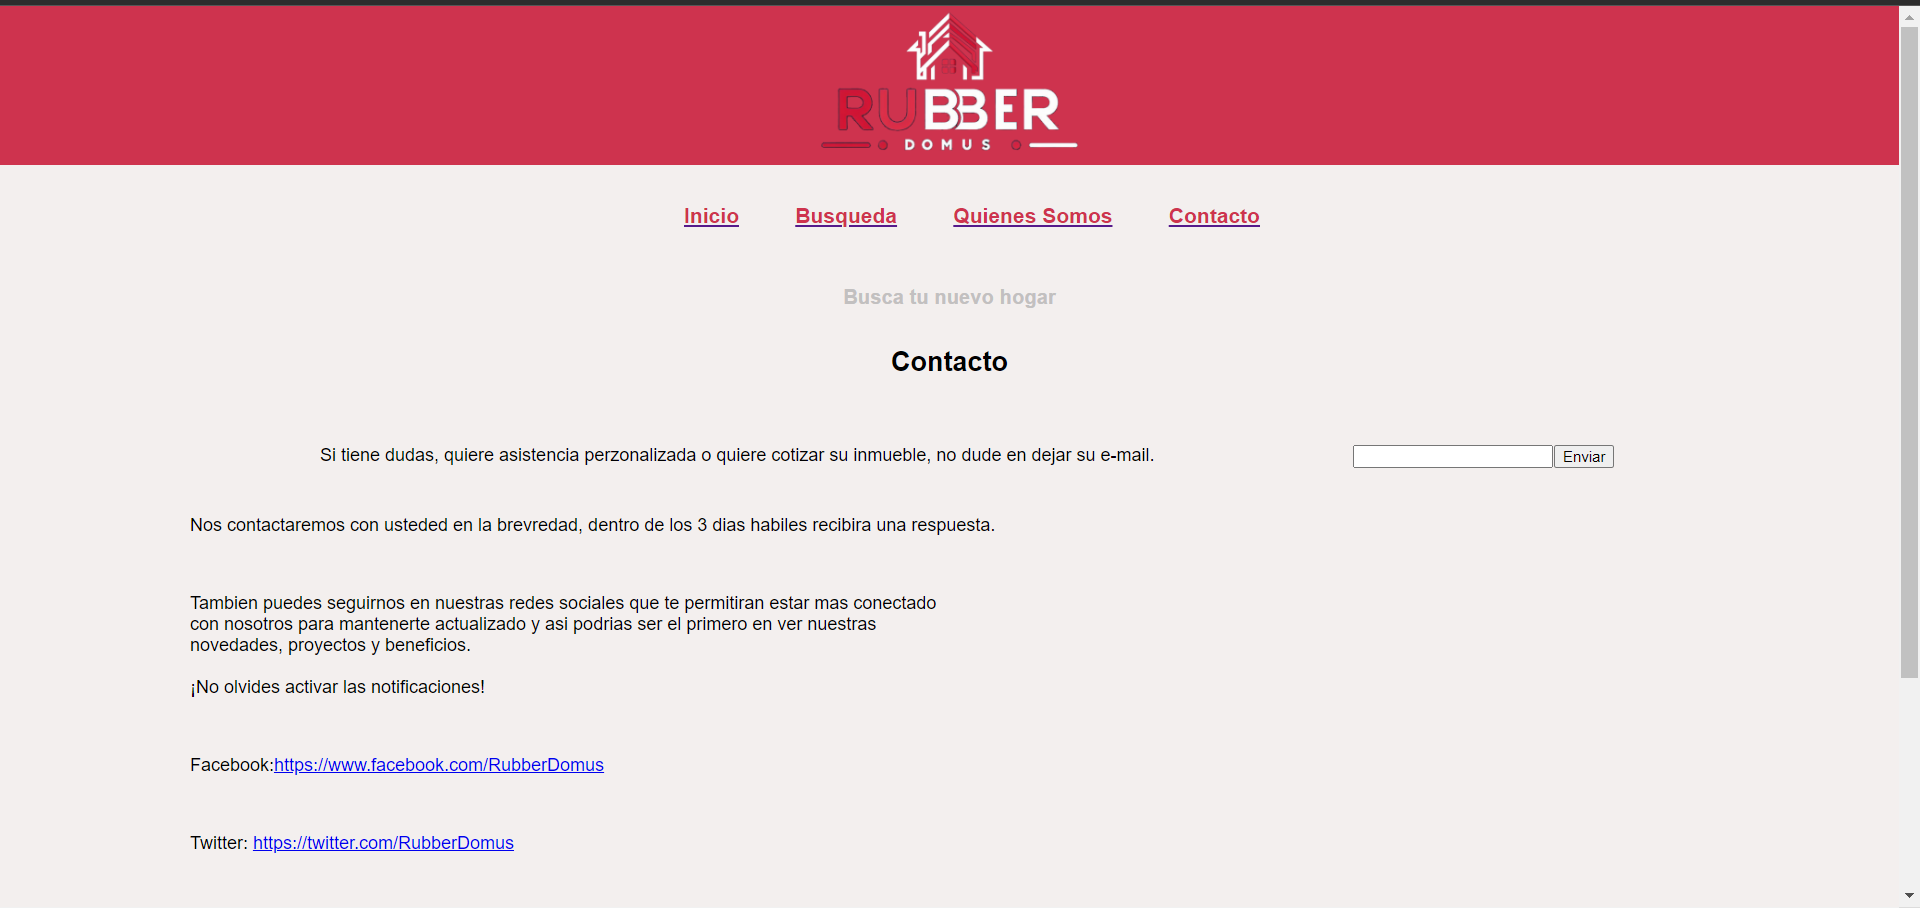 RUBBER
DOMUS
Inicio Busqueda Quienes Somos Contacto
Busca tu nuevo hogar
Contacto
Si tiene dudas, quiere asistencia perzonalizada o quiere cotizar su inmueble, no dude en dejar su e-mail. Enviar
Nos contactaremos con usteded en la brevredad, dentro de los 3 dias habiles recibira una respuesta.
Tambien puedes seguirnos en nuestras redes sociales que te permitiran estar mas conectado
con nosotros para mantenerte actualizado y asi podrias ser el primero en ver nuestras
novedades, proyectos y beneficios.
¡No olvides activar las notificaciones!
Facebook:https://www.facebook.com/RubberDomus
Twitter: https://twitter.com/RubberDomus